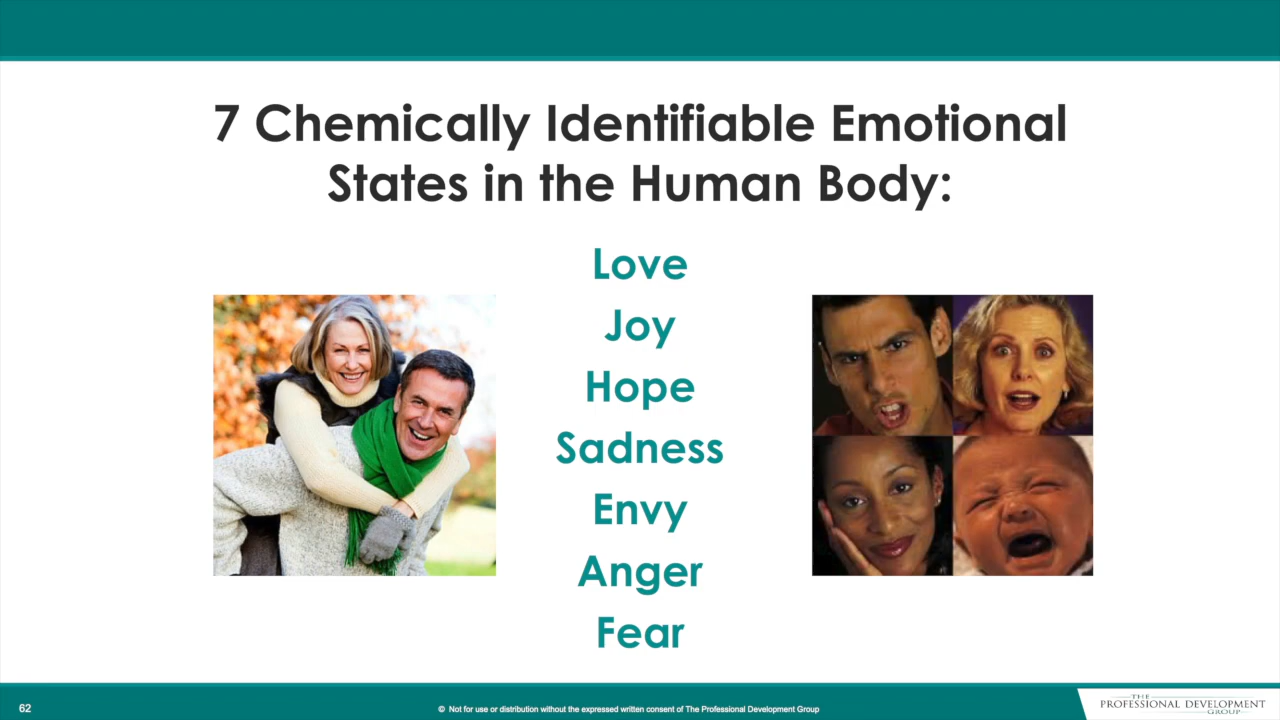 7 Chemically Identifiable Emotional
States in the Human Body:
Love
Joy
Hope
Sadness
Envy
Anger
Fear
62
© Not for use or distribution without the expressed written consent of The Professional Development Group
THE
PROFESSIONAL DEVELOPMENT
GROUP